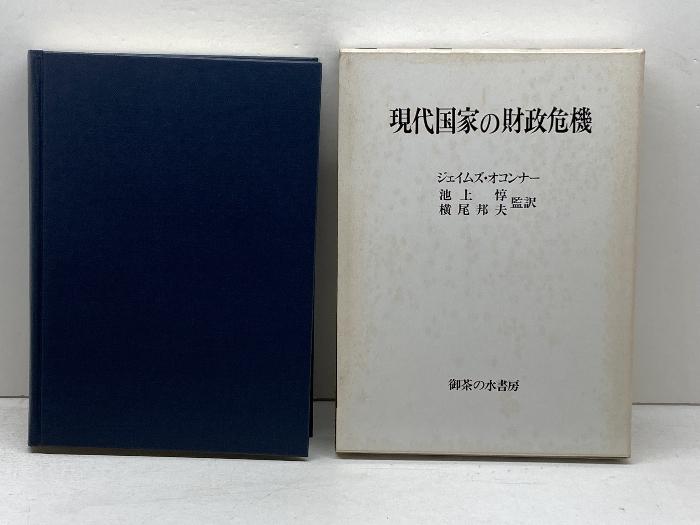 現代国家の財政危機
ジェイムズ・オコンナー
池上 惇
横尾邦夫 監訳
御茶の水書房